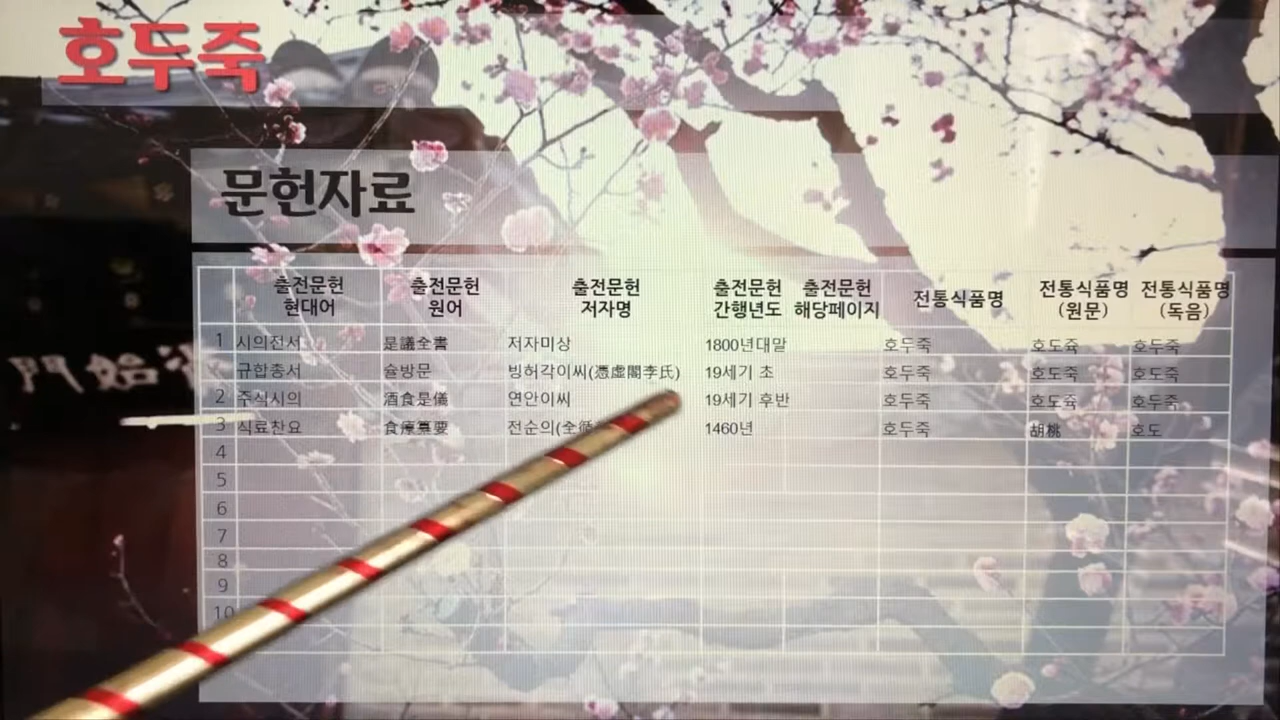 호두죽
문헌자료
출전문헌 현대어 출전문헌 원어 출전문헌 저자명 출전문헌 간행년도 출전문헌 해당페이지 전통식품명 전통식품명 (원문) 전통식품명 (독음)
1 시의전서 是議全書 저자미상 1800년대말 호두죽 호도쥭 호두죽
규합총서 술방문 빙허각이씨(憑虛閣李氏) 19세기 초 호두죽 호도죽 호도죽
2 주식시의 酒食是儀 연안이씨 19세기 후반 호두죽 호도쥭 호두죽
3 식료찬요 食療纂要 전순의(全循 1460년 호두죽 胡桃 호도
4
5
6
7
8
9
10